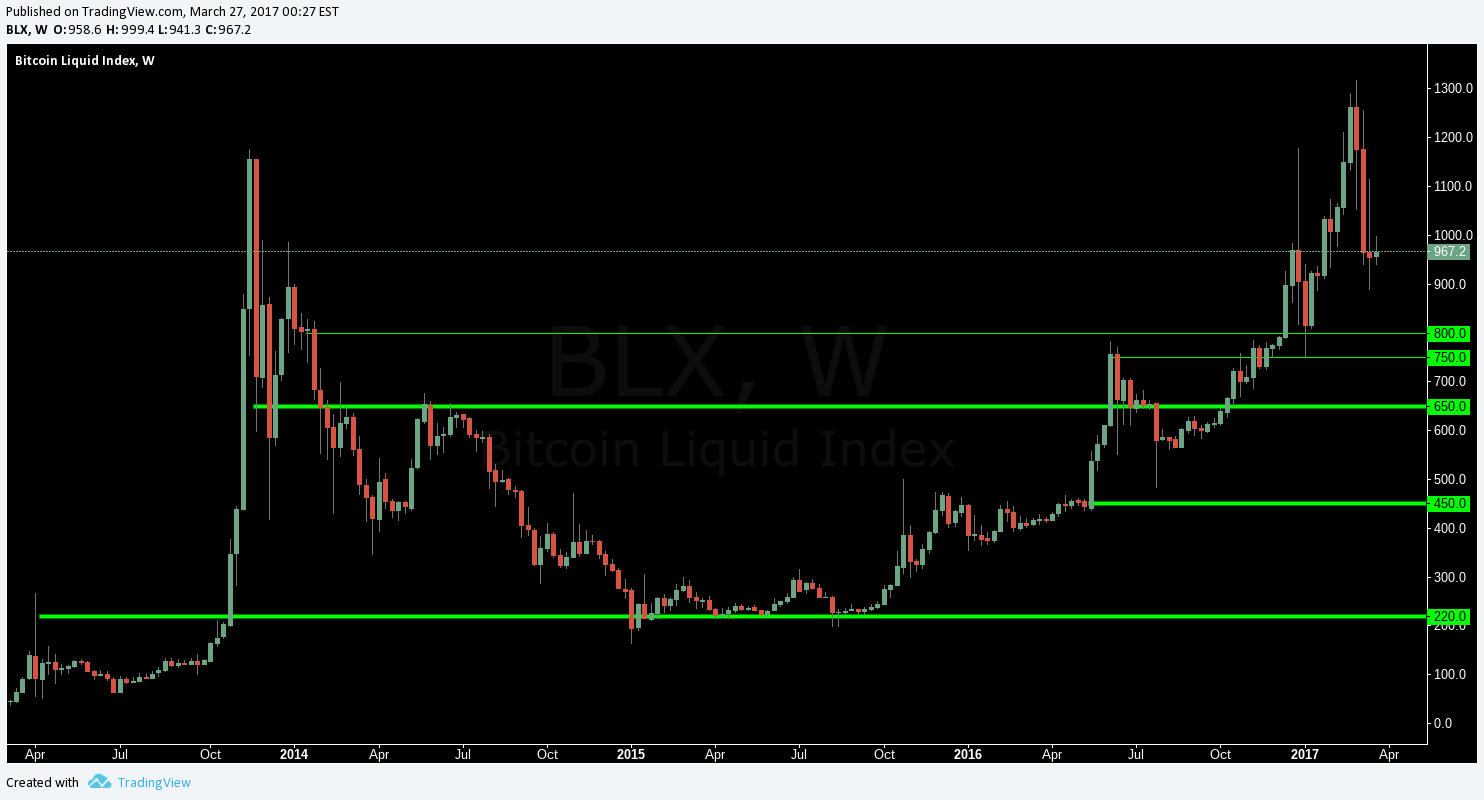 Published on TradingView.com, March 27, 2017 00:27 EST
BLX, W O:958.6 H:999.4 L:941.3 C:967.2
Bitcoin Liquid Index, W
BLX, W
Bitcoin Liquid Index
1300.0
1200.0
1100.0
1000.0
967.2
900.0
800.0
750.0
700.0
650.0
600.0
500.0
450.0
400.0
300.0
220.0
200.0
100.0
0.0
Apr Jul Oct 2014 Apr Jul Oct 2015 Apr Jul Oct 2016 Apr Jul Oct 2017 Apr
Created with TradingView